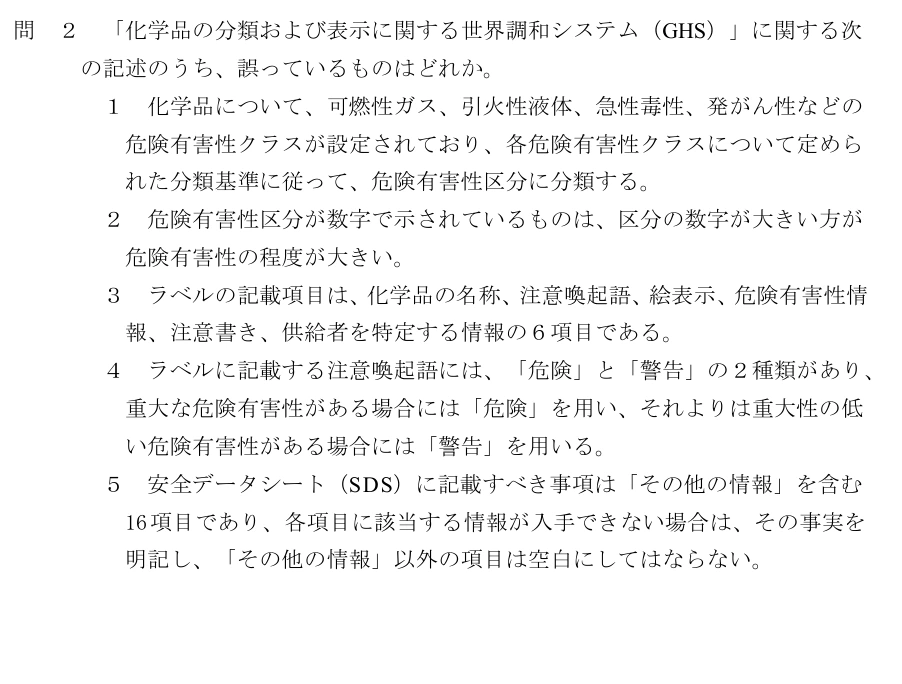 問　２　「化学品の分類および表示に関する世界調和システム（GHS）」に関する次
の記述のうち、誤っているものはどれか。
１　化学品について、可燃性ガス、引火性液体、急性毒性、発がん性などの
危険有害性クラスが設定されており、各危険有害性クラスについて定めら
れた分類基準に従って、危険有害性区分に分類する。
２　危険有害性区分が数字で示されているものは、区分の数字が大きい方が
危険有害性の程度が大きい。
３　ラベルの記載項目は、化学品の名称、注意喚起語、絵表示、危険有害性情
報、注意書き、供給者を特定する情報の６項目である。
４　ラベルに記載する注意喚起語には、「危険」と「警告」の２種類があり、
重大な危険有害性がある場合には「危険」を用い、それよりは重大性の低
い危険有害性がある場合には「警告」を用いる。
５　安全データシート（SDS）に記載すべき事項は「その他の情報」を含む
16項目であり、各項目に該当する情報が入手できない場合は、その事実を
明記し、「その他の情報」以外の項目は空白にしてはならない。